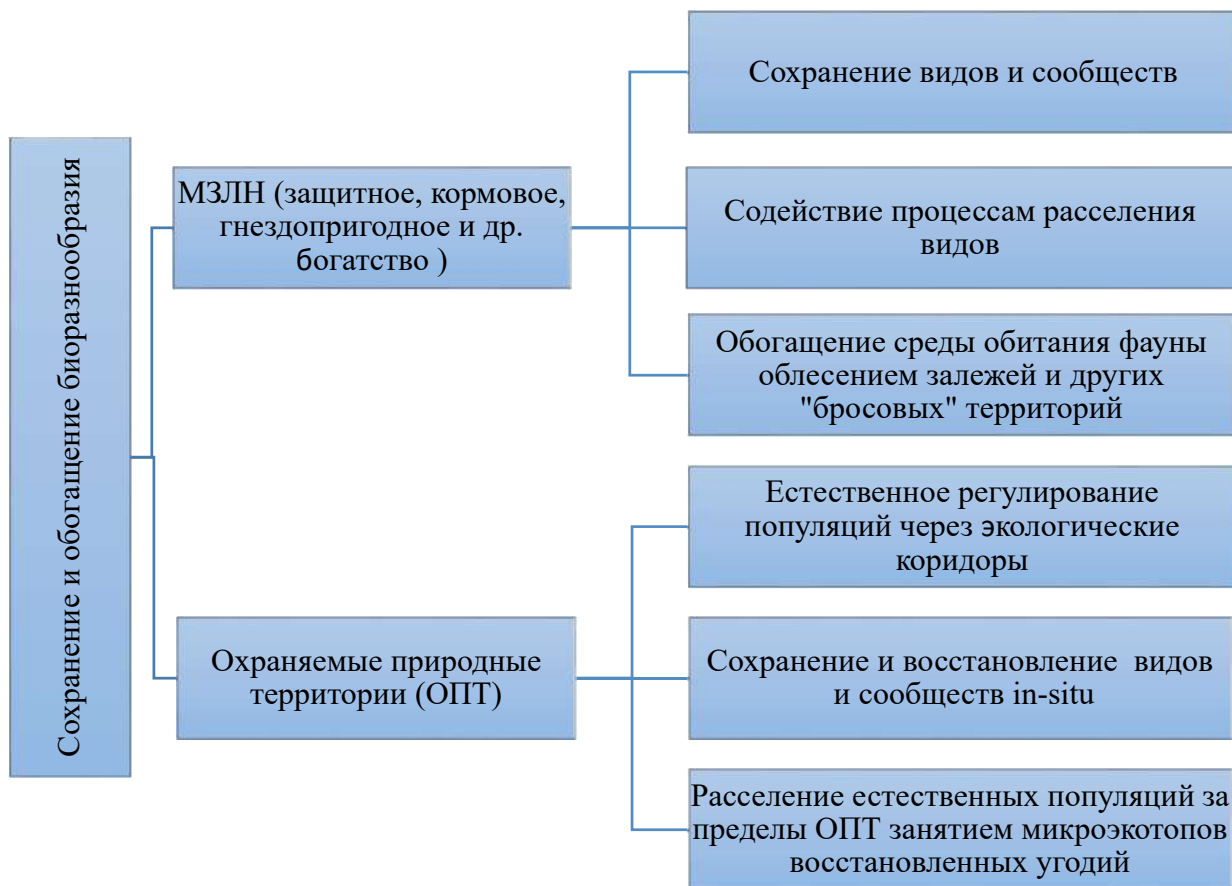 Сохранение и обогащение биоразнообразия
МЗЛН (защитное, кормовое,
гнездопригодное и др.
богатство )
Сохранение видов и сообществ
Содействие процессам расселения
видов
Обогащение среды обитания фауны
облесением залежей и других
"бросовых" территорий
Охраняемые природные
территории (ОПТ)
Естественное регулирование
популяций через экологические
коридоры
Сохранение и восстановление видов
и сообществ in-situ
Расселение естественных популяций за
пределы ОПТ занятием микроэкотопов
восстановленных угодий